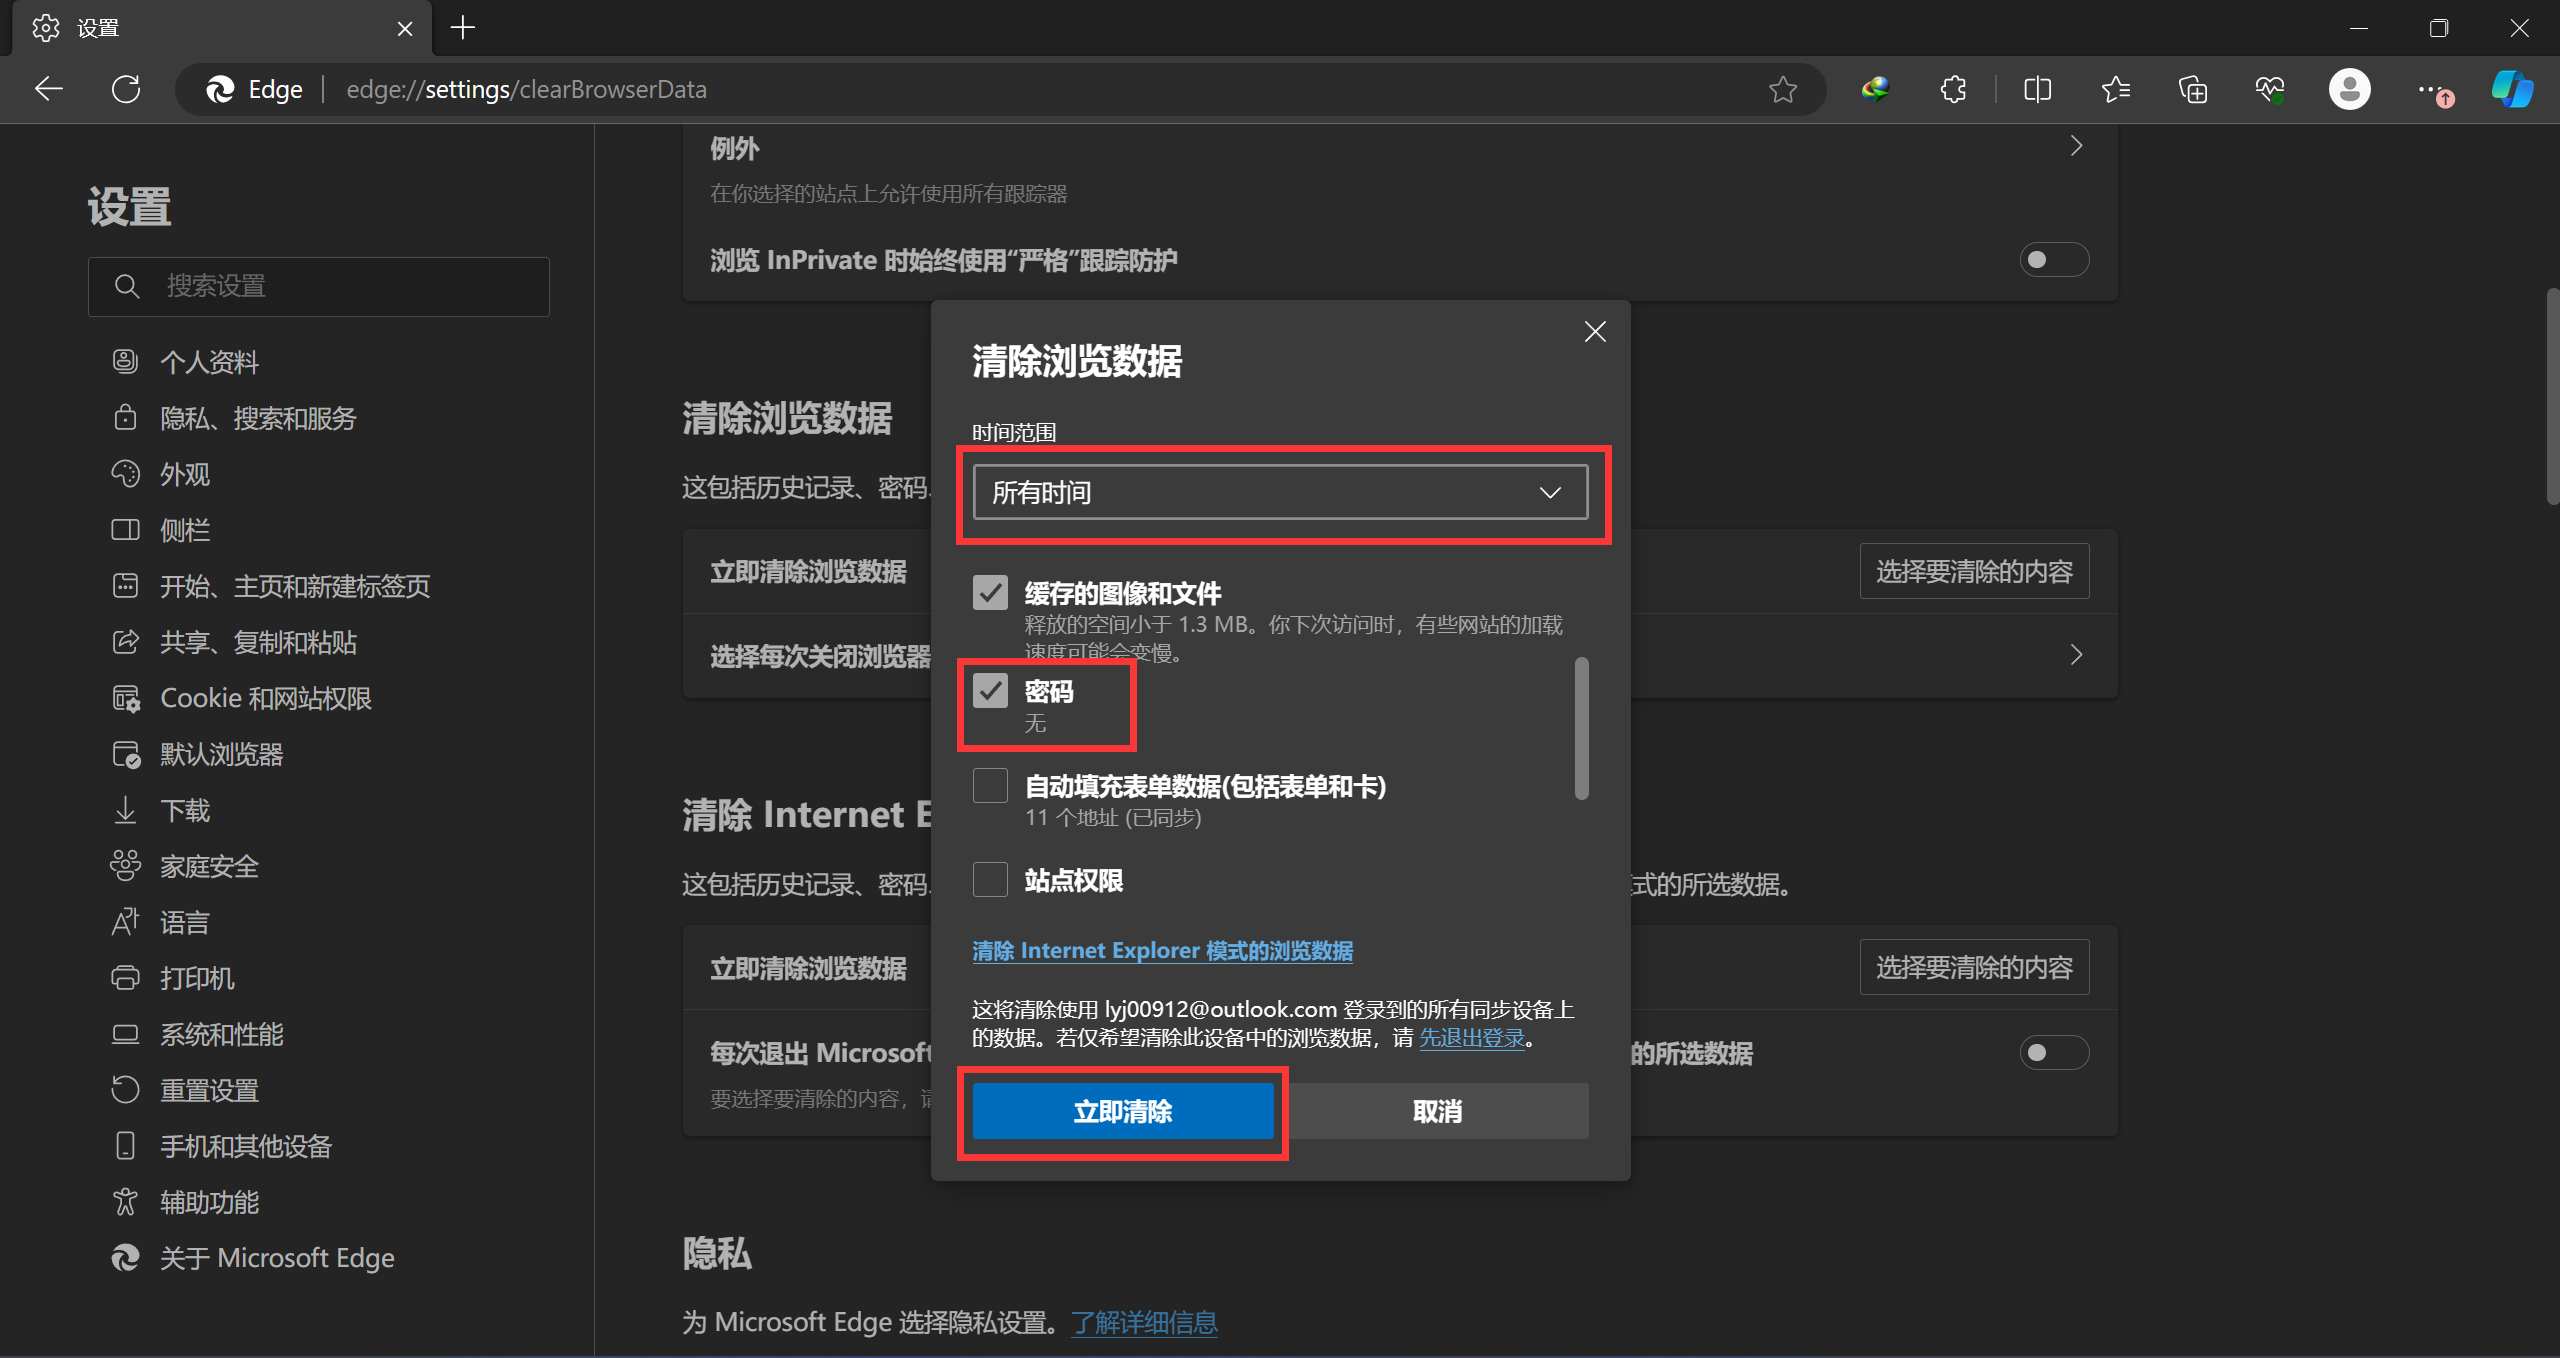 设置
Edge
edge://settings/clearBrowserData
设置
搜索设置
个人资料
隐私、搜索和服务
外观
侧栏
开始、主页和新建标签页
共享、复制和粘贴
Cookie 和网站权限
默认浏览器
下载
家庭安全
语言
打印机
系统和性能
重置设置
手机和其他设备
辅助功能
关于 Microsoft Edge
例外
在你选择的站点上允许使用所有跟踪器
浏览 InPrivate 时始终使用“严格”跟踪防护
清除浏览数据
这包括历史记录、密码、
立即清除浏览数据
选择要清除的内容
选择每次关闭浏览器
清除 Internet E
这包括历史记录、密码、
式的所选数据。
立即清除浏览数据
选择要清除的内容
每次退出 Microsoft
的所选数据
要选择要清除的内容，请
隐私
为 Microsoft Edge 选择隐私设置。了解详细信息
清除浏览数据
时间范围
所有时间
缓存的图像和文件
释放的空间小于 1.3 MB。你下次访问时，有些网站的加载
速度可能会变慢。
密码
无
自动填充表单数据(包括表单和卡)
11 个地址 (已同步)
站点权限
清除 Internet Explorer 模式的浏览数据
这将清除使用 lyj00912@outlook.com 登录到的所有同步设备上
的数据。若仅希望清除此设备中的浏览数据，请 先退出登录。
立即清除
取消